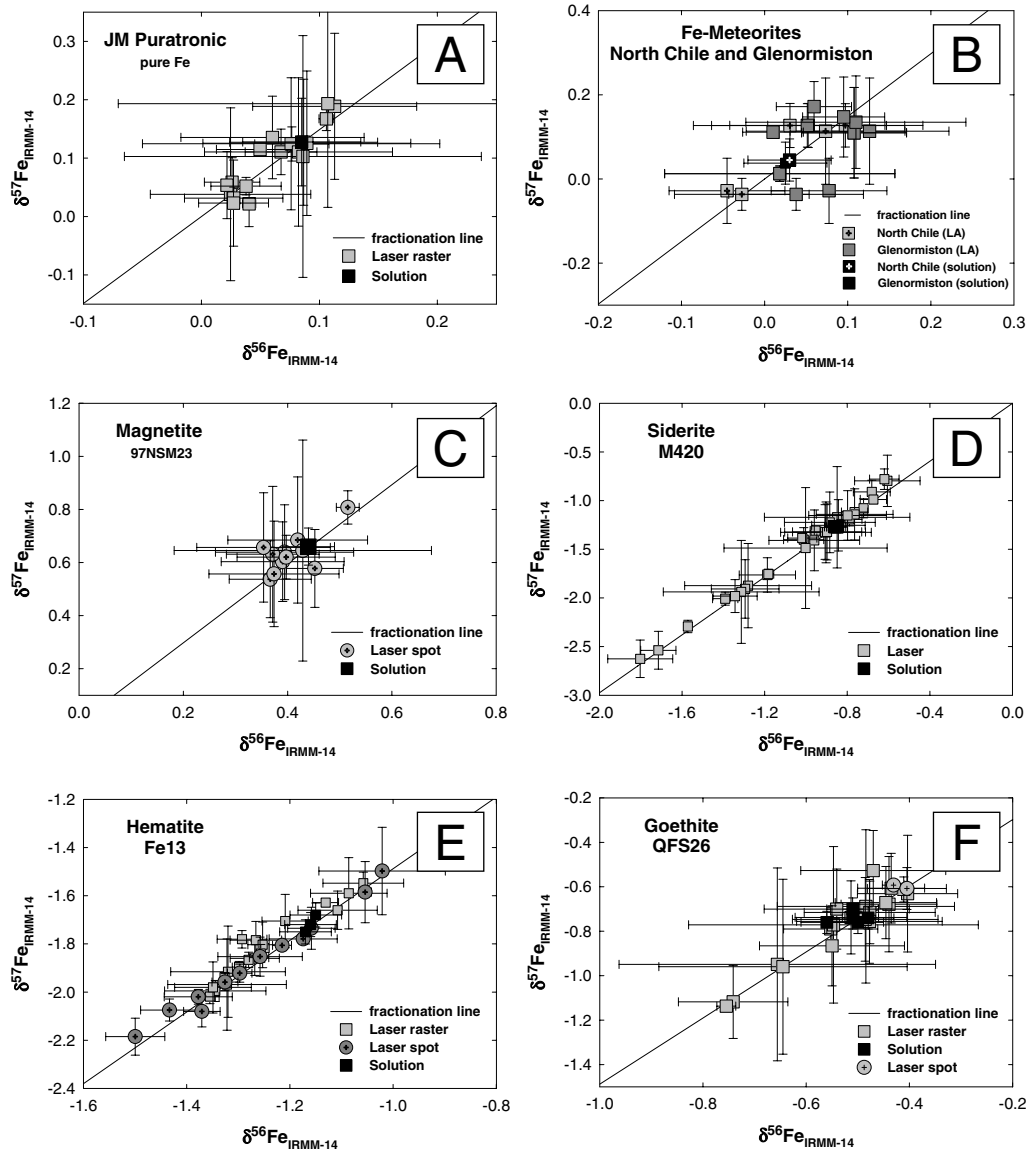 JM Puratronic
pure Fe
A
0.3
0.2
0.1
0.0
-0.1
δ57FeIRMM-14
fractionation line
Laser raster
Solution
-0.1 0.0 0.1 0.2
δ56FeIRMM-14
Fe-Meteorites
North Chile and Glenormiston
B
0.4
0.2
0.0
-0.2
δ57FeIRMM-14
fractionation line
North Chile (LA)
Glenormiston (LA)
North Chile (solution)
Glenormiston (solution)
-0.2 -0.1 0.0 0.1 0.2 0.3
δ56FeIRMM-14
Magnetite
97NSM23
C
1.2
1.0
0.8
0.6
0.4
0.2
δ57FeIRMM-14
fractionation line
Laser spot
Solution
0.0 0.2 0.4 0.6 0.8
δ56FeIRMM-14
Siderite
M420
D
0.0
-0.5
-1.0
-1.5
-2.0
-2.5
-3.0
δ57FeIRMM-14
fractionation line
Laser
Solution
-2.0 -1.6 -1.2 -0.8 -0.4 0.0
δ56FeIRMM-14
Hematite
Fe13
E
-1.2
-1.4
-1.6
-1.8
-2.0
-2.2
-2.4
δ57FeIRMM-14
fractionation line
Laser raster
Laser spot
Solution
-1.6 -1.4 -1.2 -1.0 -0.8
δ56FeIRMM-14
Goethite
QFS26
F
-0.2
-0.4
-0.6
-0.8
-1.0
-1.2
-1.4
-1.5
δ57FeIRMM-14
fractionation line
Laser raster
Solution
Laser spot
-1.0 -0.8 -0.6 -0.4 -0.2
δ56FeIRMM-14